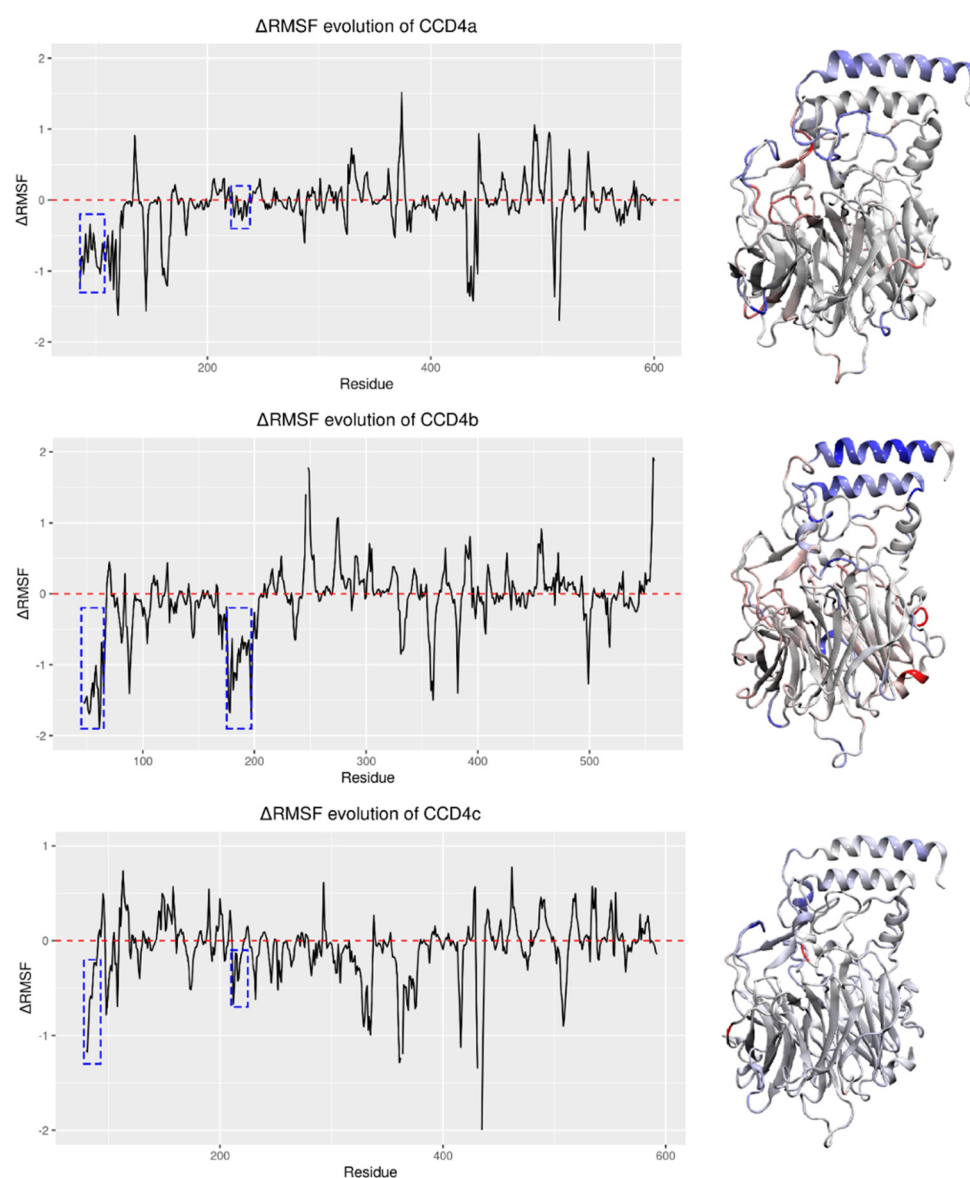 ΔRMSF evolution of CCD4a
2
1
0
-1
-2
ΔRMSF
200
400
600
Residue
ΔRMSF evolution of CCD4b
2
1
0
-1
-2
ΔRMSF
100
200
300
400
500
Residue
ΔRMSF evolution of CCD4c
1
0
-1
-2
ΔRMSF
200
400
600
Residue